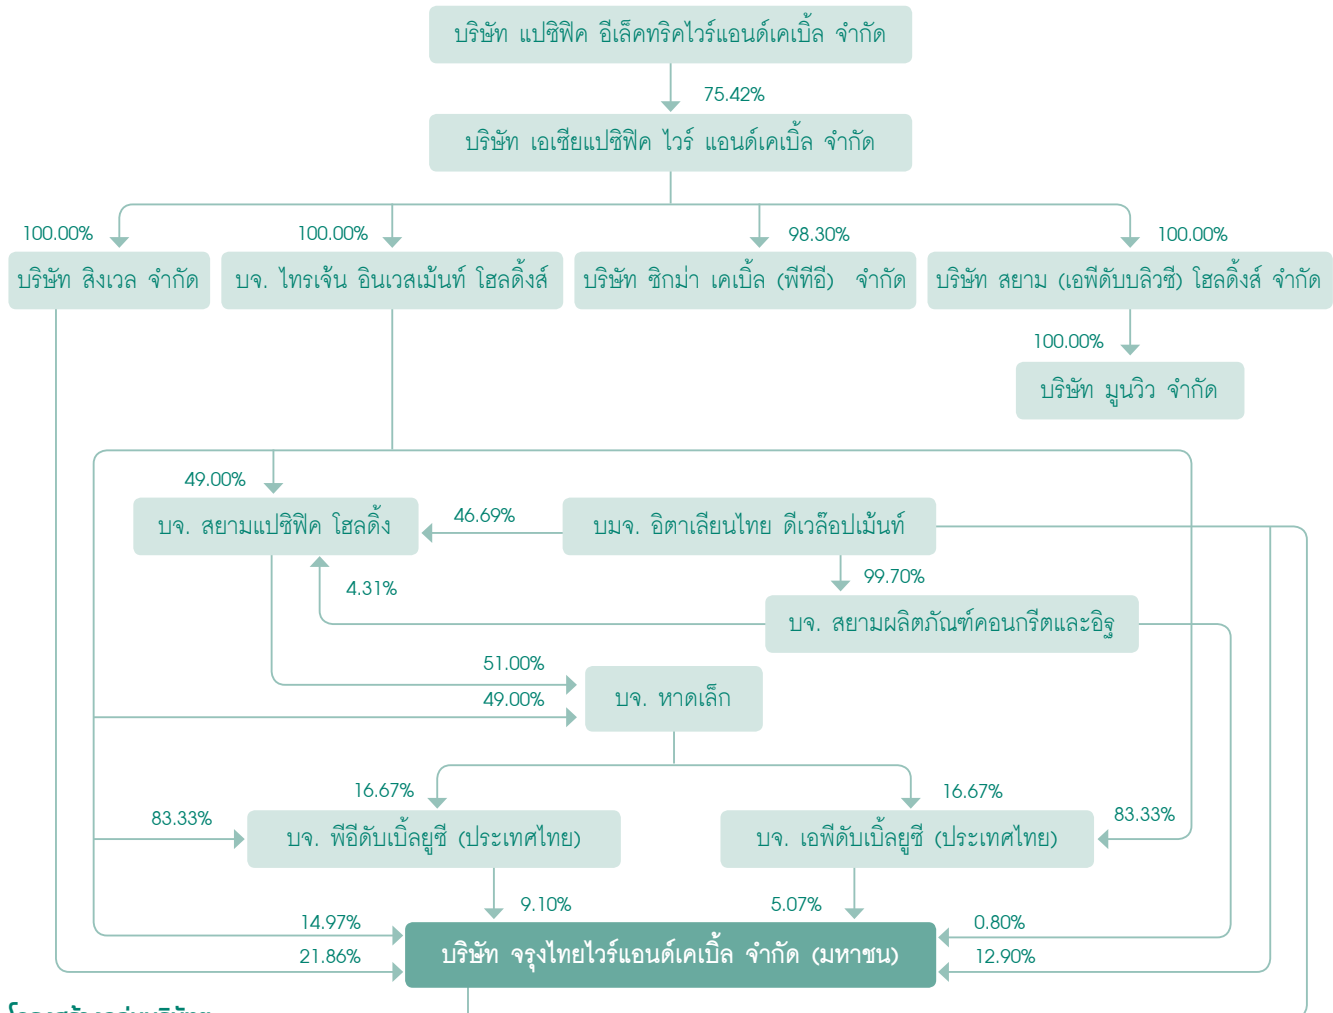 บริษัท แปซิฟิค อีเล็คทริคไวร์แอนด์เคเบิ้ล จำกัด
75.42%
บริษัท เอเซียแปซิฟิค ไวร์ แอนด์เคเบิ้ล จำกัด
100.00%
100.00%
98.30%
100.00%
บริษัท สิงเวล จำกัด
บจ. ไทรเจ้น อินเวสเม้นท์ โฮลดิ้งส์
บริษัท ซิกม่า เคเบิ้ล (พีทีอี) จำกัด
บริษัท สยาม (เอพีดับบลิวซี) โฮลดิ้งส์ จำกัด
100.00%
บริษัท มูนวิว จำกัด
49.00%
บจ. สยามแปซิฟิค โฮลดิ้ง
46.69%
บมจ. อิตาเลียนไทย ดีเวล๊อปเม้นท์
99.70%
4.31%
บจ. สยามผลิตภัณฑ์คอนกรีตและอิฐ
51.00%
49.00%
บจ. หาดเล็ก
16.67%
16.67%
83.33%
83.33%
บจ. พีอีดับเบิ้ลยูซี (ประเทศไทย)
บจ. เอพีดับเบิ้ลยูซี (ประเทศไทย)
9.10%
5.07%
14.97%
0.80%
บริษัท จรุงไทยไวร์แอนด์เคเบิ้ล จำกัด (มหาชน)
21.86%
12.90%